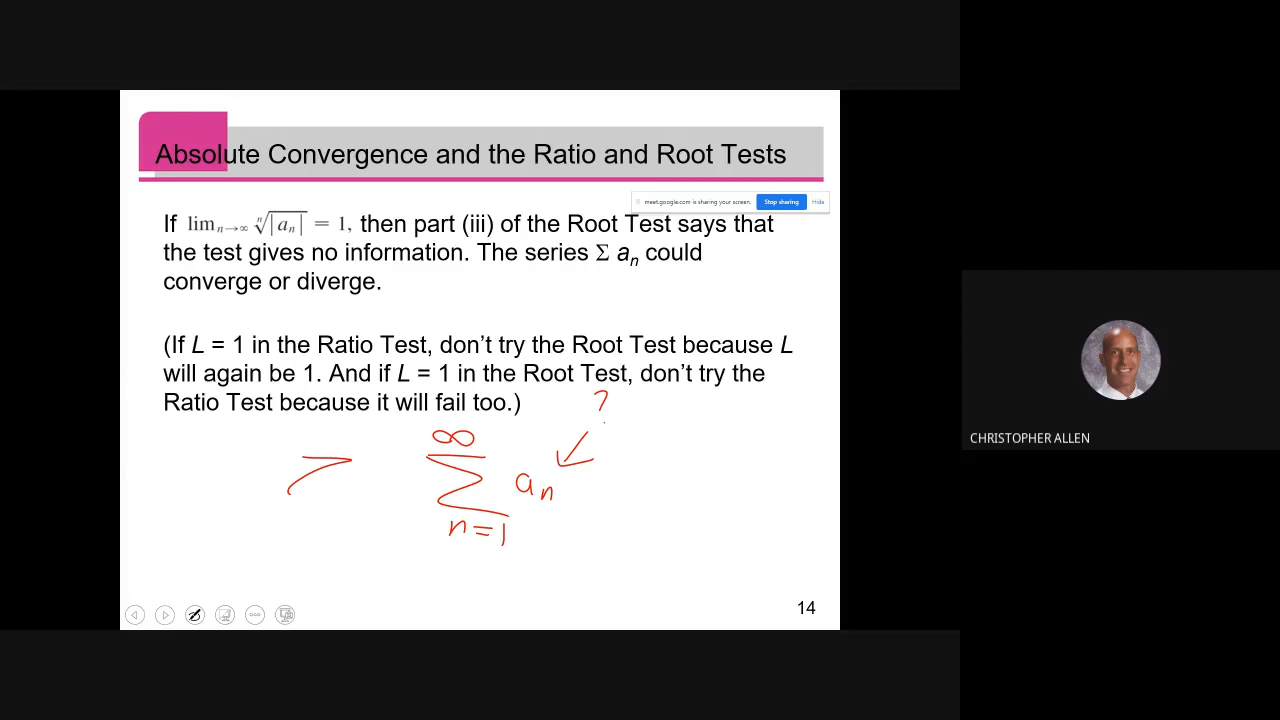 Absolute Convergence and the Ratio and Root Tests
meet.google.com is sharing your screen. Stop sharing Hide
If lim n→∞ ⁿ√|aₙ| = 1, then part (iii) of the Root Test says that
the test gives no information. The series Σ aₙ could
converge or diverge.
(If L = 1 in the Ratio Test, don’t try the Root Test because L
will again be 1. And if L = 1 in the Root Test, don’t try the
Ratio Test because it will fail too.)
?
∞
Σ aₙ
n=1
CHRISTOPHER ALLEN
14